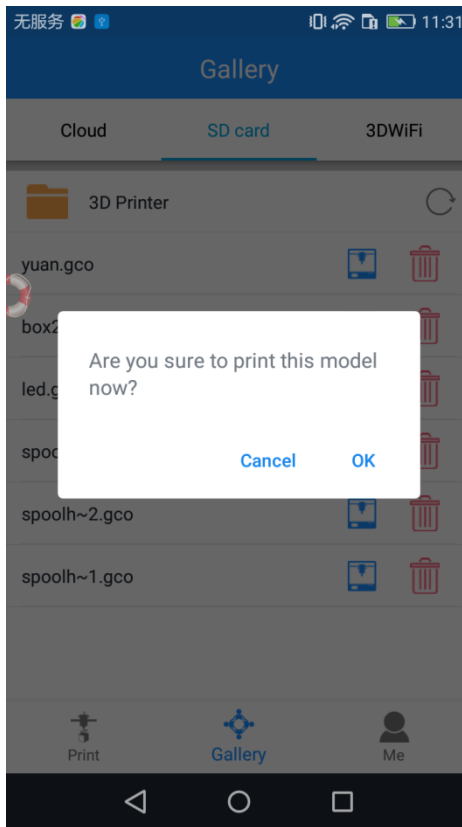 无服务 11:31
Gallery
Cloud SD card 3DWiFi
3D Printer
yuan.gco
box2
Are you sure to print this model
now?
led.g
spoo
Cancel OK
spoolh~2.gco
spoolh~1.gco
Print Gallery Me